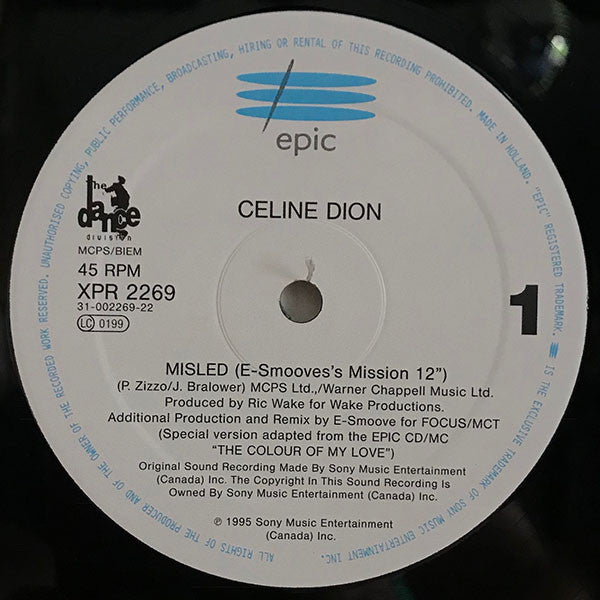 UNAUTHORISED COPYING, PUBLIC PERFORMANCE, BROADCASTING, HIRING OR RENTAL OF THIS RECORDING PROHIBITED. MADE IN HOLLAND. "EPIC" REGISTERED TRADEMARK. IS THE EXCLUSIVE TRADEMARK OF SONY MUSIC ENTERTAINMENT INC.
ALL RIGHTS OF THE PRODUCER AND OF THE OWNER OF THE RECORDED WORK RESERVED.
epic
the
dance
division
CELINE DION
MCPS/BIEM
45 RPM
XPR 2269
31-002269-22
LC 0199
1
MISLED (E-Smooves's Mission 12")
(P. Zizzo/J. Bralower) MCPS Ltd.,/Warner Chappell Music Ltd.
Produced by Ric Wake for Wake Productions.
Additional Production and Remix by E-Smoove for FOCUS/MCT
(Special version adapted from the EPIC CD/MC
"THE COLOUR OF MY LOVE")
Original Sound Recording Made By Sony Music Entertainment
(Canada) Inc. The Copyright In This Sound Recording Is
Owned By Sony Music Entertainment (Canada) Inc.
℗ 1995 Sony Music Entertainment
(Canada) Inc.